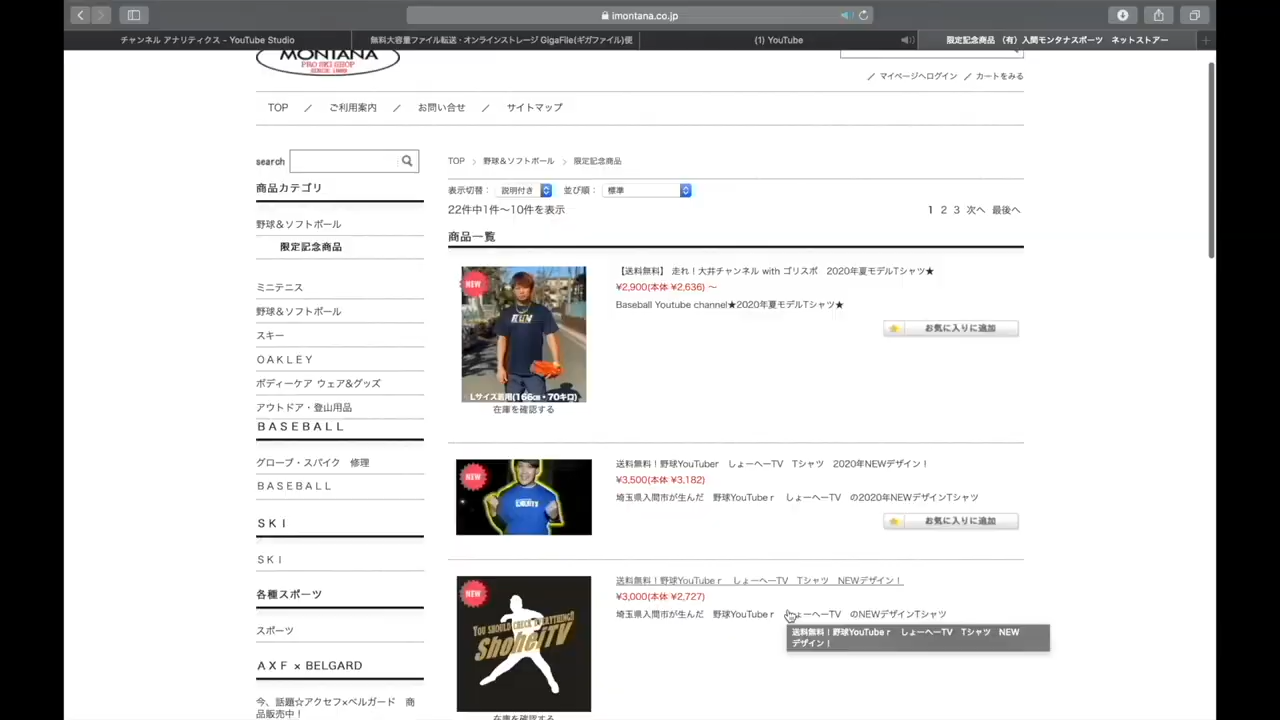 imontana.co.jp
チャンネル アナリティクス - YouTube Studio
無料大容量ファイル転送・オンラインストレージ GigaFile(ギガファイル)便
(1) YouTube
限定記念商品 （有）入間モンタナスポーツ ネットストアー
MONTANA
PRO SKI SHOP
／ マイページへログイン ／ カートをみる
TOP ／ ご利用案内 ／ お問い合せ ／ サイトマップ
search
商品カテゴリ
野球＆ソフトボール
限定記念商品
ミニテニス
野球＆ソフトボール
スキー
ＯＡＫＬＥＹ
ボディーケア ウェア&グッズ
アウトドア・登山用品
ＢＡＳＥＢＡＬＬ
グローブ・スパイク 修理
ＢＡＳＥＢＡＬＬ
ＳＫＩ
ＳＫＩ
各種スポーツ
スポーツ
ＡＸＦ × BELGARD
今、話題☆アクセフ×ベルガード 商
品販売中！
TOP > 野球＆ソフトボール > 限定記念商品
表示切替： 説明付き 並び順： 標準
22件中1件～10件を表示
1 2 3 次へ 最後へ
商品一覧
NEW
RUN
Lサイズ着用(166㎝・70キロ)
在庫を確認する
【送料無料】 走れ！大井チャンネル with ゴリスポ 2020年夏モデルTシャツ★
¥2,900(本体 ¥2,636) ～
Baseball Youtube channel★2020年夏モデルTシャツ★
お気に入りに追加
NEW
送料無料！野球YouTuber しょーへーTV Tシャツ 2020年NEWデザイン！
¥3,500(本体 ¥3,182)
埼玉県入間市が生んだ 野球YouTubeｒ しょーへーTV の2020年NEWデザインTシャツ
お気に入りに追加
NEW
YOU SHOULD CHECK EVERYTHING!!
Shohei TV
在庫を確認する
送料無料！野球YouTubeｒ しょーへーTV Tシャツ NEWデザイン！
¥3,000(本体 ¥2,727)
埼玉県入間市が生んだ 野球YouTubeｒ しょーへーTV のNEWデザインTシャツ
送料無料！野球YouTubeｒ しょーへーTV Tシャツ NEW
デザイン！